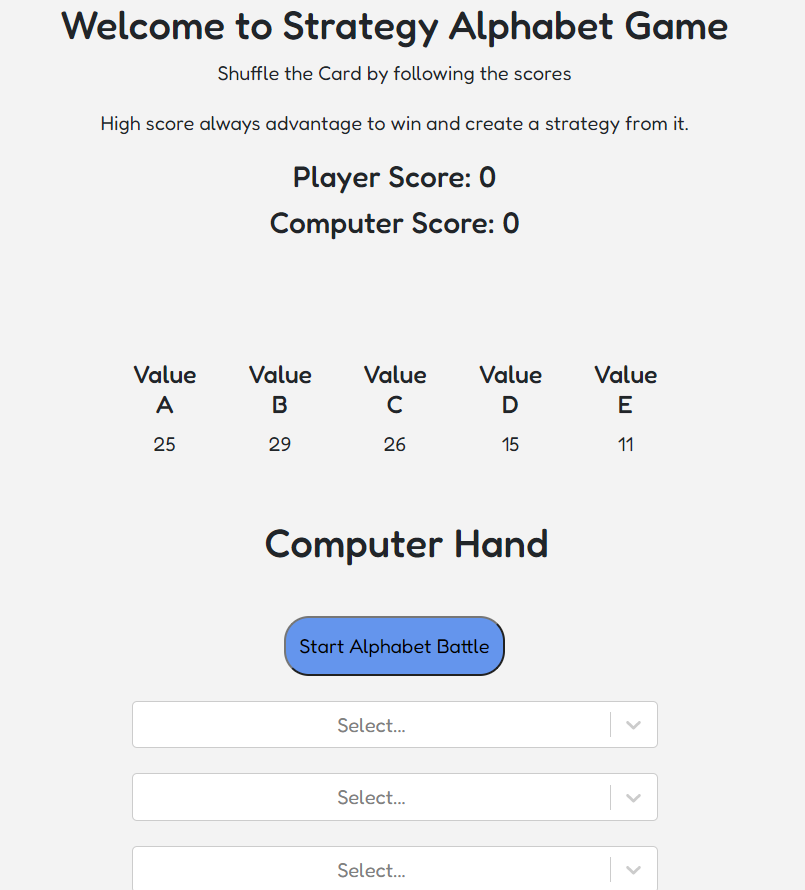 Welcome to Strategy Alphabet Game
Shuffle the Card by following the scores
High score always advantage to win and create a strategy from it.
Player Score: 0
Computer Score: 0
Value Value Value Value Value
A B C D E
25 29 26 15 11
Computer Hand
Start Alphabet Battle
Select...
Select...
Select...